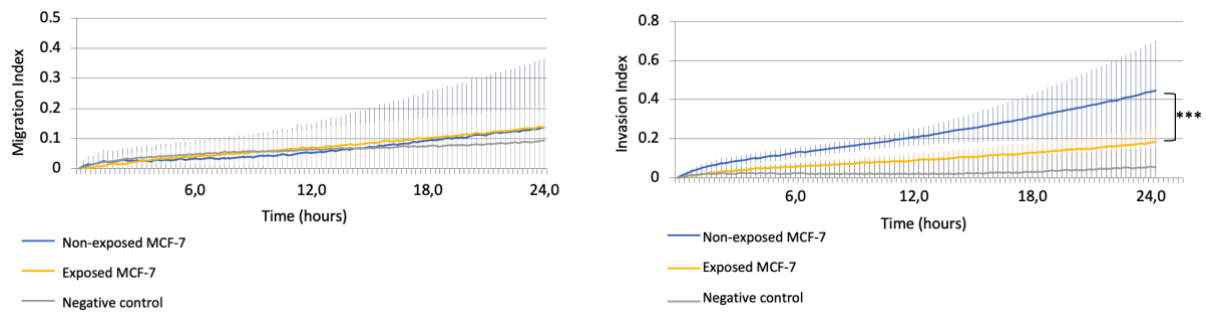 0.5
0.4
0.3
0.2
0.1
0
Migration Index
6,0
12,0
18,0
24,0
Time (hours)
Non-exposed MCF-7
Exposed MCF-7
Negative control
0.8
0.6
0.4
0.2
0
Invasion Index
***
6,0
12,0
18,0
24,0
Time (hours)
Non-exposed MCF-7
Exposed MCF-7
Negative control